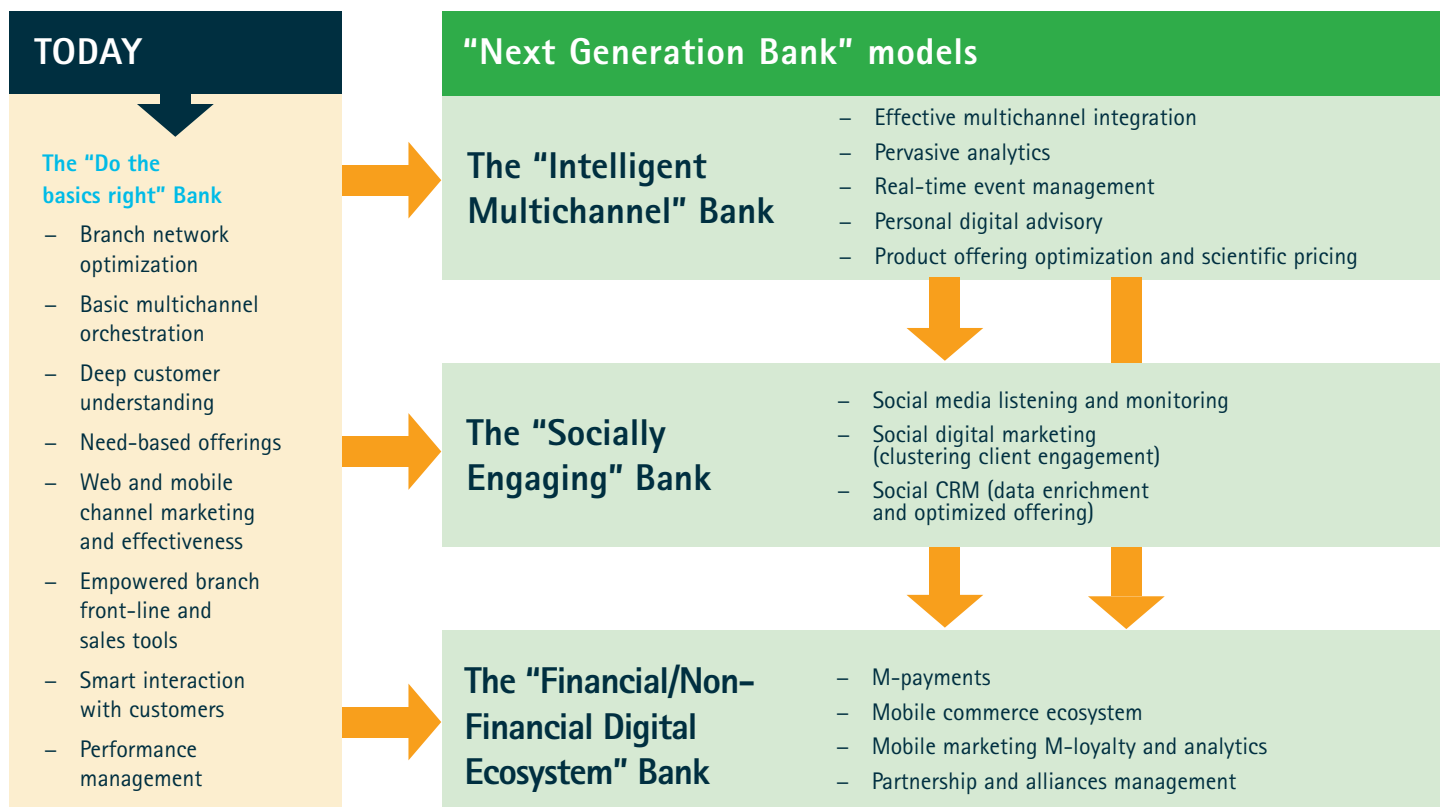 TODAY
The “Do the
basics right” Bank
– Branch network
optimization
– Basic multichannel
orchestration
– Deep customer
understanding
– Need-based offerings
– Web and mobile
channel marketing
and effectiveness
– Empowered branch
front-line and
sales tools
– Smart interaction
with customers
– Performance
management
“Next Generation Bank” models
The “Intelligent
Multichannel” Bank
– Effective multichannel integration
– Pervasive analytics
– Real-time event management
– Personal digital advisory
– Product offering optimization and scientific pricing
The “Socially
Engaging” Bank
– Social media listening and monitoring
– Social digital marketing
(clustering client engagement)
– Social CRM (data enrichment
and optimized offering)
The “Financial/Non-
Financial Digital
Ecosystem” Bank
– M-payments
– Mobile commerce ecosystem
– Mobile marketing M-loyalty and analytics
– Partnership and alliances management